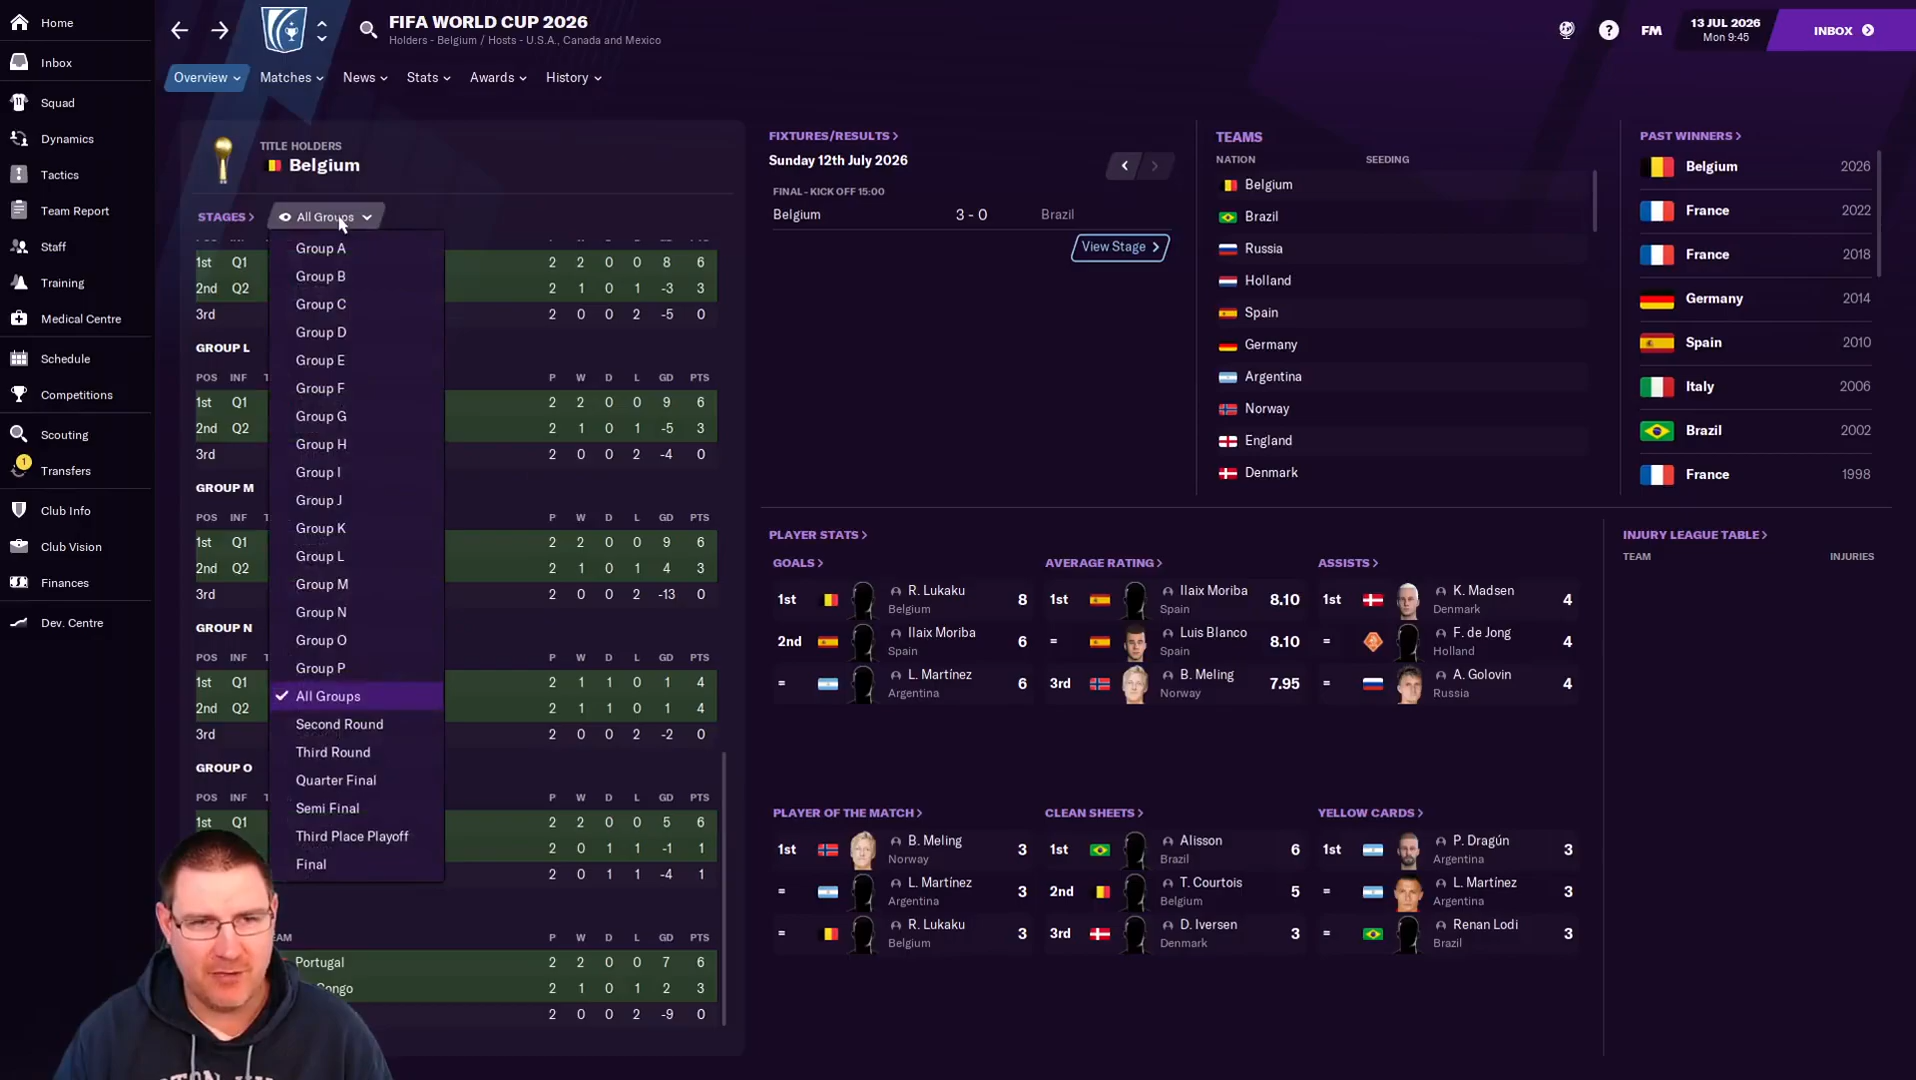 Home
Inbox
Squad
Dynamics
Tactics
Team Report
Staff
Training
Medical Centre
Schedule
Competitions
Scouting
1
Transfers
Club Info
Club Vision
Finances
Dev. Centre
FIFA WORLD CUP 2026
Holders - Belgium / Hosts - U.S.A., Canada and Mexico
? FM
13 JUL 2026
Mon 9:45
INBOX
Overview Matches News Stats Awards History
TITLE HOLDERS
Belgium
STAGES > All Groups
Group A
Group B
Group C
Group D
Group E
Group F
Group G
Group H
Group I
Group J
Group K
Group L
Group M
Group N
Group O
Group P
All Groups
Second Round
Third Round
Quarter Final
Semi Final
Third Place Playoff
Final
1st Q1 2 2 0 0 8 6
2nd Q2 2 1 0 1 -3 3
3rd 2 0 0 2 -5 0
GROUP L
POS INF P W D L GD PTS
1st Q1 2 2 0 0 9 6
2nd Q2 2 1 0 1 -5 3
3rd 2 0 0 2 -4 0
GROUP M
POS INF P W D L GD PTS
1st Q1 2 2 0 0 9 6
2nd Q2 2 1 0 1 4 3
3rd 2 0 0 2 -13 0
GROUP N
POS INF P W D L GD PTS
1st Q1 2 1 1 0 1 4
2nd Q2 2 1 1 0 1 4
3rd 2 0 0 2 -2 0
GROUP O
POS INF P W D L GD PTS
1st Q1 2 2 0 0 5 6
2 0 1 1 -1 1
2 0 1 1 -4 1
P W D L GD PTS
Portugal 2 2 0 0 7 6
Congo 2 1 0 1 2 3
2 0 0 2 -9 0
FIXTURES/RESULTS >
Sunday 12th July 2026
FINAL - KICK OFF 15:00
Belgium 3 - 0 Brazil
View Stage >
TEAMS
NATION SEEDING
Belgium
Brazil
Russia
Holland
Spain
Germany
Argentina
Norway
England
Denmark
PAST WINNERS >
Belgium 2026
France 2022
France 2018
Germany 2014
Spain 2010
Italy 2006
Brazil 2002
France 1998
PLAYER STATS >
GOALS >
1st R. Lukaku 8
Belgium
2nd Ilaix Moriba 6
Spain
= L. Martínez 6
Argentina
AVERAGE RATING >
1st Ilaix Moriba 8.10
Spain
= Luis Blanco 8.10
Spain
3rd B. Meling 7.95
Norway
ASSISTS >
1st K. Madsen 4
Denmark
= F. de Jong 4
Holland
= A. Golovin 4
Russia
PLAYER OF THE MATCH >
1st B. Meling 3
Norway
= L. Martínez 3
Argentina
= R. Lukaku 3
Belgium
CLEAN SHEETS >
1st Alisson 6
Brazil
2nd T. Courtois 5
Belgium
3rd D. Iversen 3
Denmark
YELLOW CARDS >
1st P. Dragún 3
Argentina
= L. Martínez 3
Argentina
= Renan Lodi 3
Brazil
INJURY LEAGUE TABLE >
TEAM INJURIES